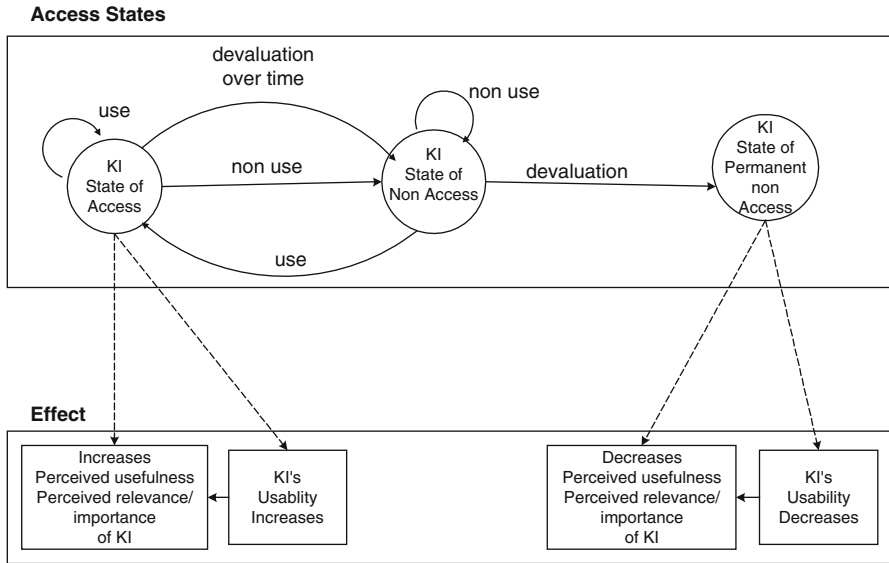 Access States
devaluation
over time
use
non use
KI
State of
Access
non use
KI
State of
Non Access
devaluation
KI
State of
Permanent
non
Access
use
Effect
Increases
Perceived usefulness
Perceived relevance/
importance
of KI
KI's
Usablity
Increases
Decreases
Perceived usefulness
Perceived relevance/
importance
of KI
KI's
Usability
Decreases